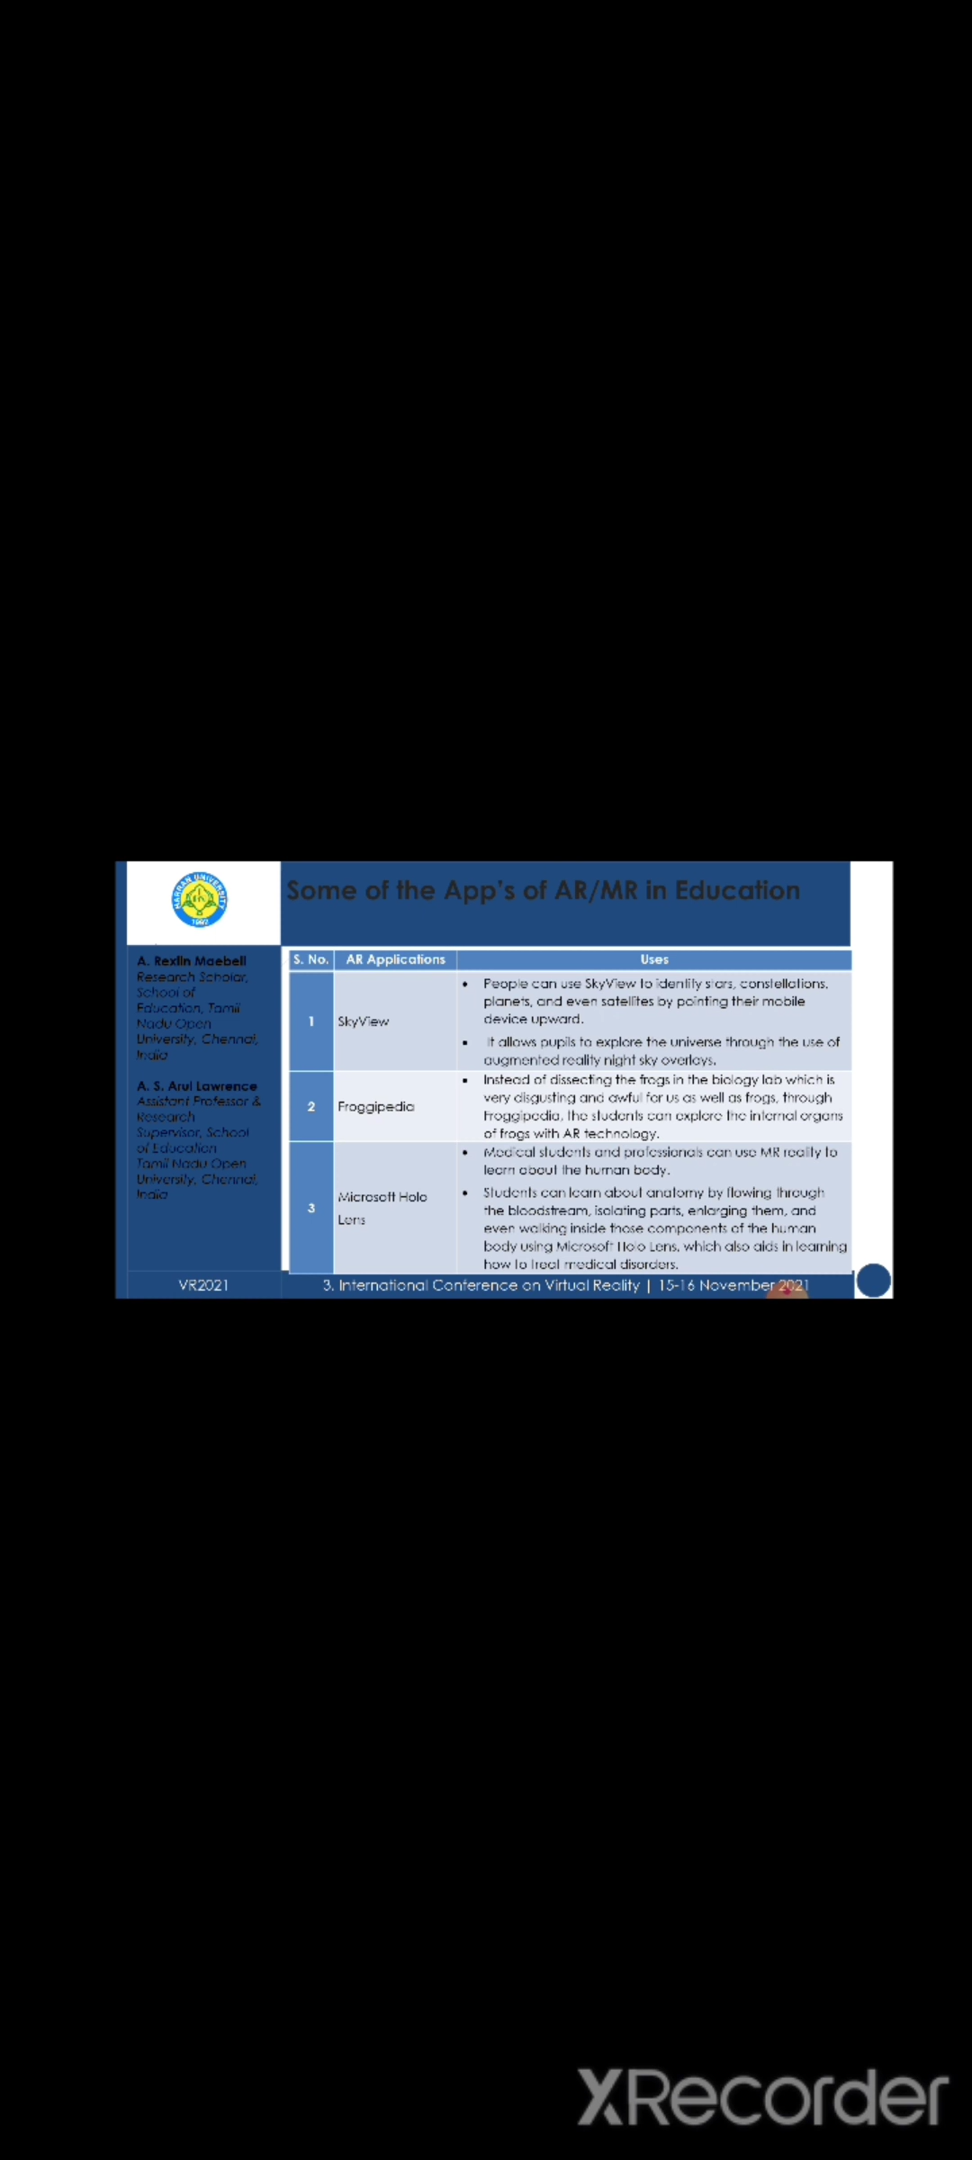 HARRAN UNIVERSITY
1992
Some of the App's of AR/MR in Education
A. Rexlin Maebell
Research Scholar,
School of
Education, Tamil
Nadu Open
University, Chennai,
India
A. S. Arul Lawrence
Assistant Professor &
Research
Supervisor, School
of Education
Tamil Nadu Open
University, Chennai,
India
S. No. AR Applications Uses
1 SkyView
• People can use SkyView to identify stars, constellations,
planets, and even satellites by pointing their mobile
device upward.
• It allows pupils to explore the universe through the use of
augmented reality night sky overlays.
2 Froggipedia
• Instead of dissecting the frogs in the biology lab which is
very disgusting and awful for us as well as frogs, through
Froggipedia, the students can explore the internal organs
of frogs with AR technology.
3 Microsoft Holo
Lens
• Medical students and professionals can use MR reality to
learn about the human body.
• Students can learn about anatomy by flowing through
the bloodstream, isolating parts, enlarging them, and
even walking inside those components of the human
body using Microsoft Holo Lens, which also aids in learning
how to treat medical disorders.
VR2021
3. International Conference on Virtual Reality | 15-16 November 2021
XRecorder